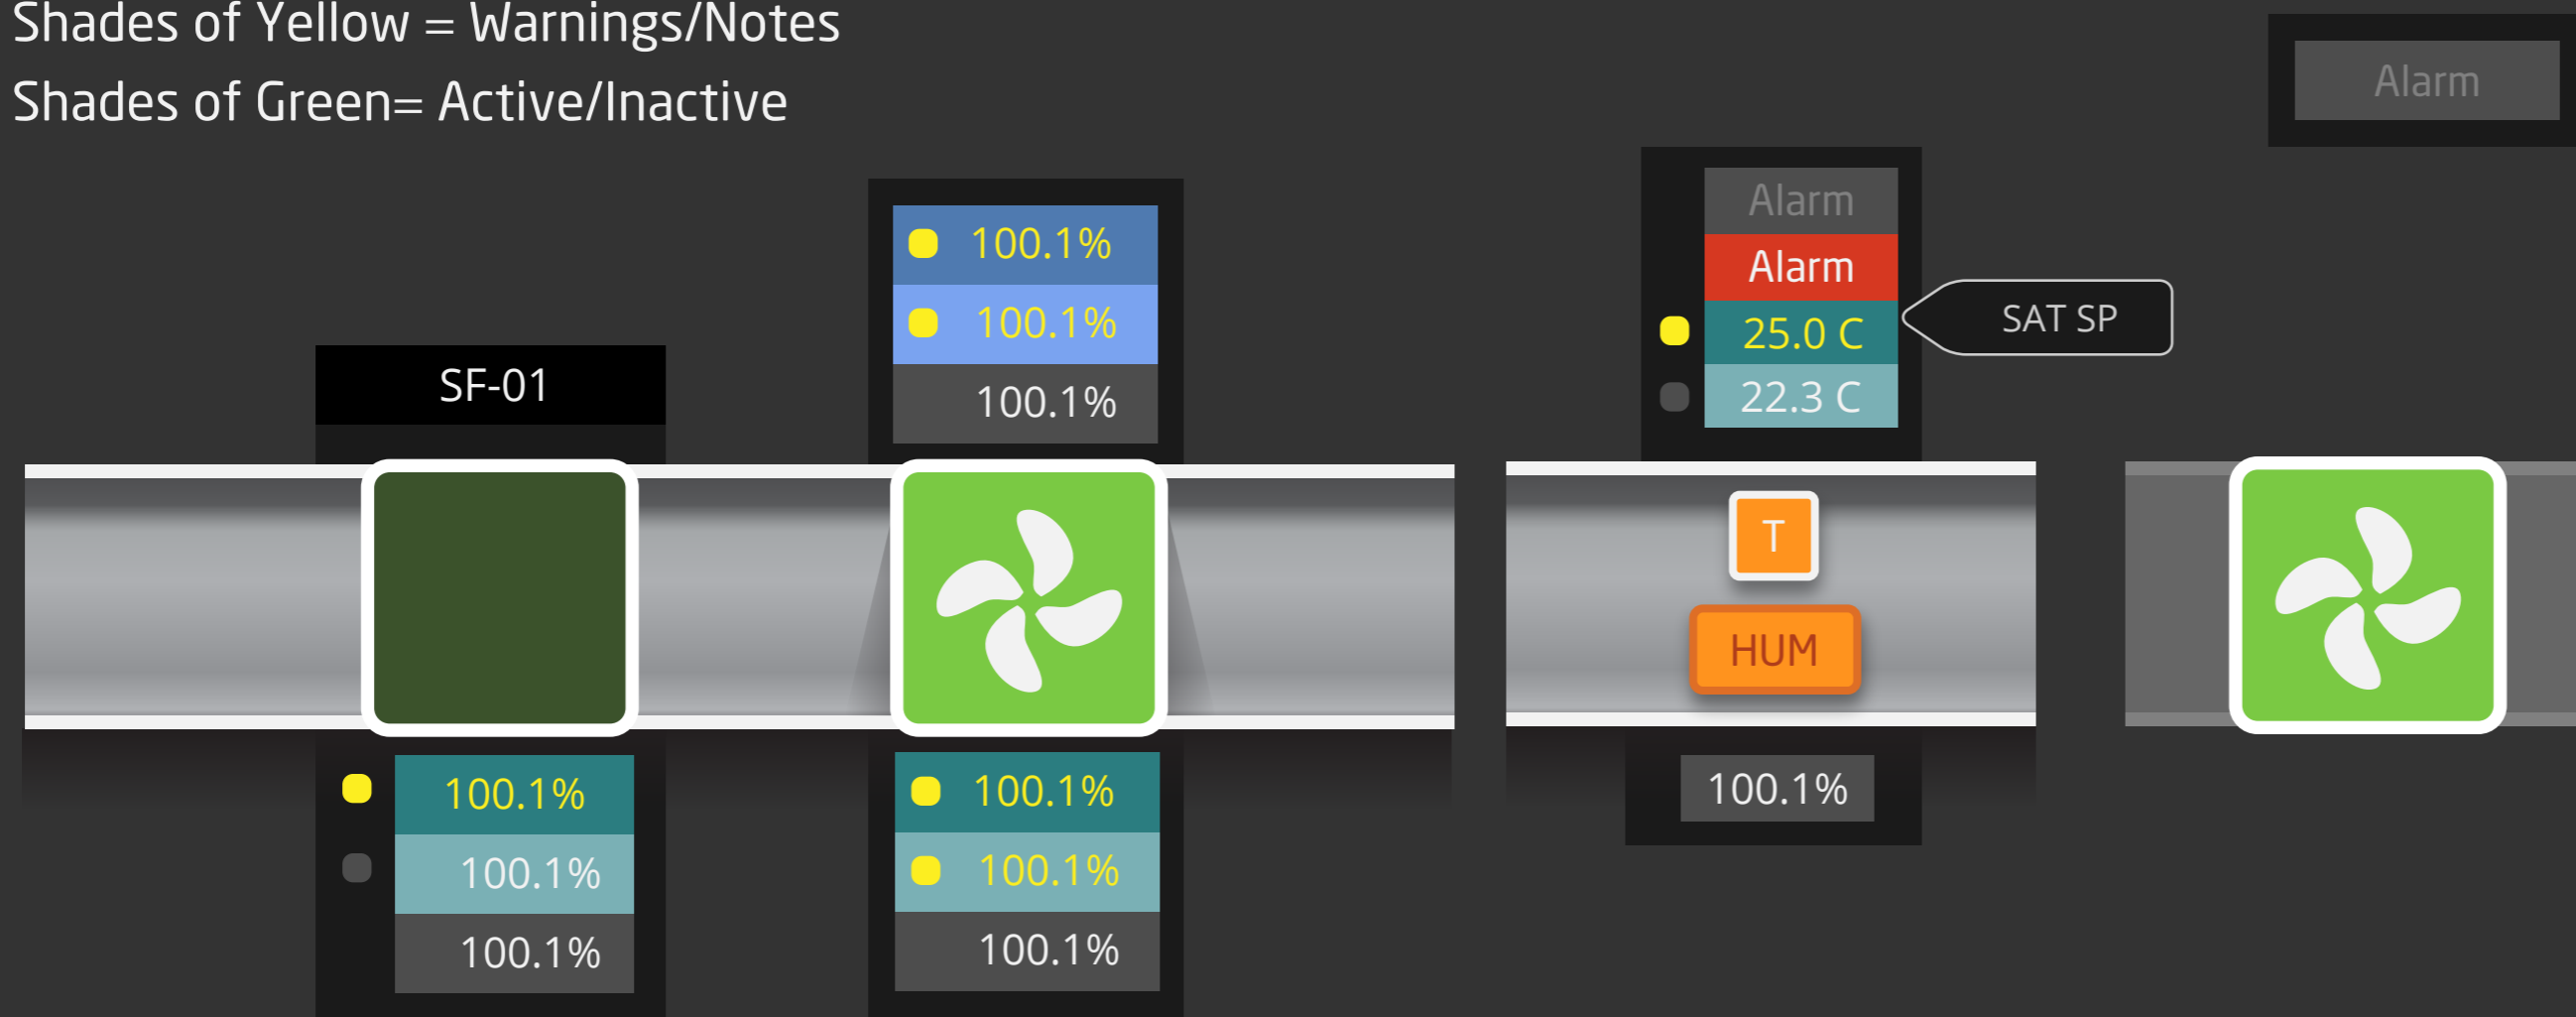 Shades of Yellow = Warnings/Notes
Shades of Green= Active/Inactive
Alarm
SF-01
100.1%
100.1%
100.1%
100.1%
100.1%
100.1%
100.1%
100.1%
100.1%
Alarm
Alarm
25.0 C
22.3 C
SAT SP
T
HUM
100.1%